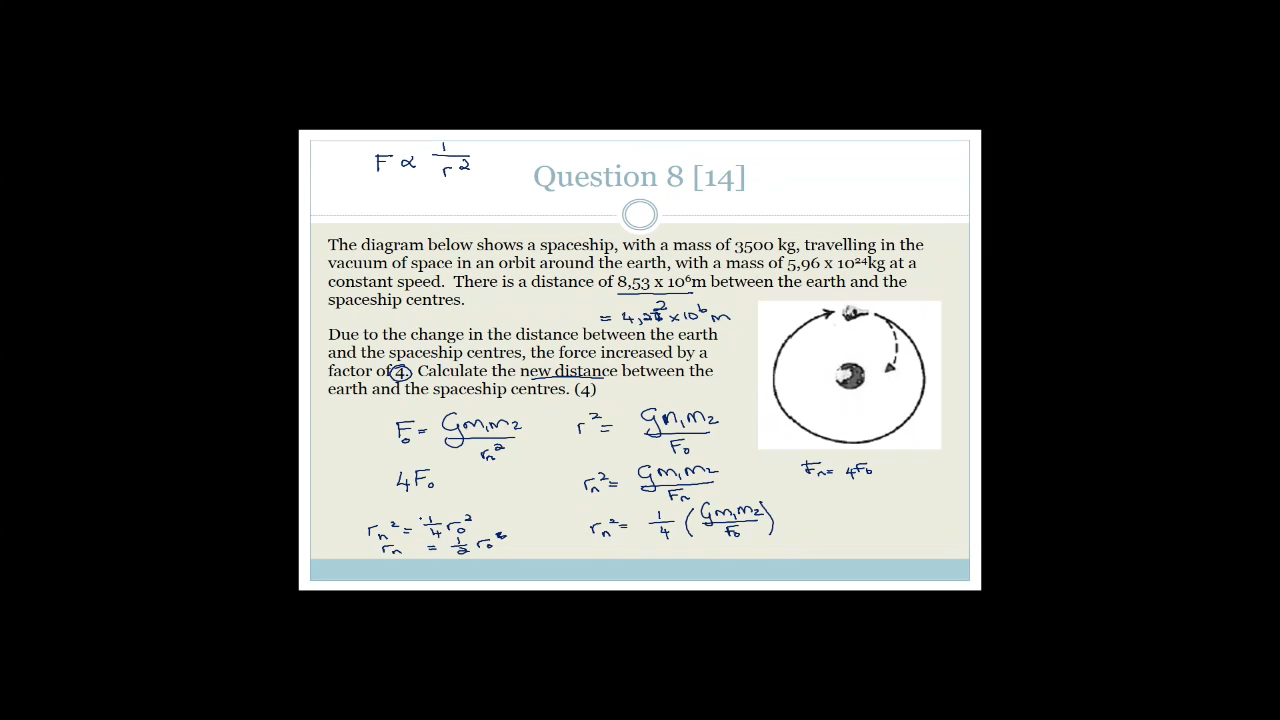 F ∝ 1/r²
Question 8 [14]
The diagram below shows a spaceship, with a mass of 3500 kg, travelling in the
vacuum of space in an orbit around the earth, with a mass of 5,96 x 10²⁴kg at a
constant speed. There is a distance of 8,53 x 10⁶m between the earth and the
spaceship centres.
= 4,2 x 10⁶ m
Due to the change in the distance between the earth
and the spaceship centres, the force increased by a
factor of 4. Calculate the new distance between the
earth and the spaceship centres. (4)
F₀ = Gm₁m₂/rₙ²
r² = Gm₁m₂/F₀
4F₀
rₙ² = Gm₁m₂/Fₙ
Fₙ = 4F₀
rₙ² = 1/4 r₀²
rₙ = 1/2 r₀
rₙ² = 1/4 (Gm₁m₂/F₀)